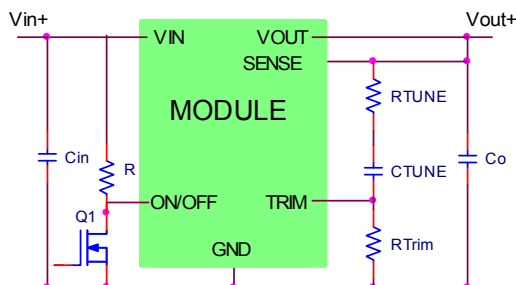 Vin+
Vout+
VIN
VOUT
SENSE
RTUNE
MODULE
Cin
R
CTUNE
Co
ON/OFF
TRIM
Q1
GND
RTrim